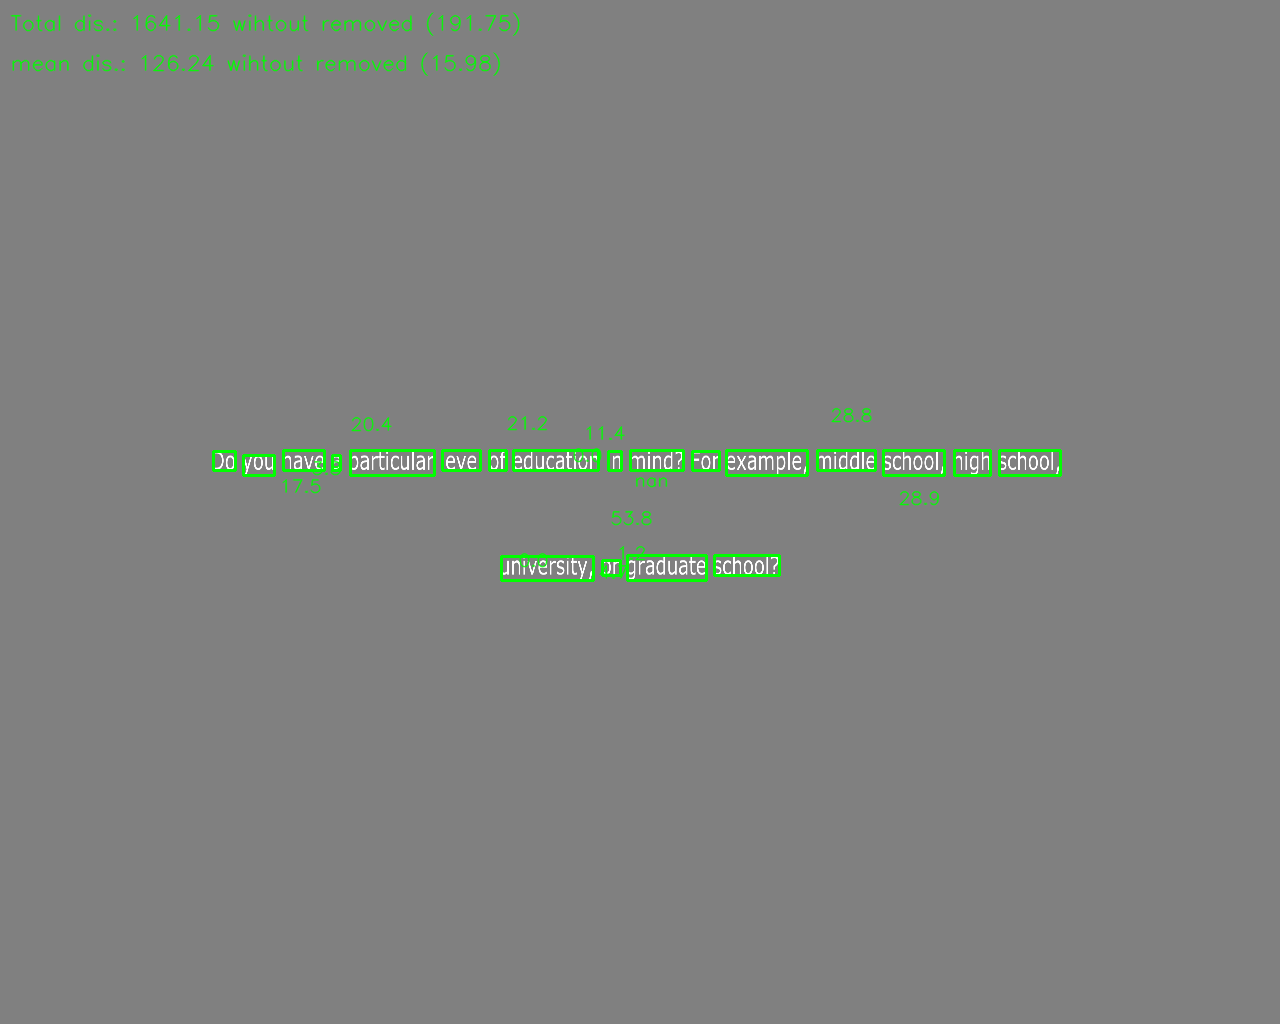 Total dis.: 1641.15 wihtout removed (191.75)
mean dis.: 126.24 wihtout removed (15.98)
28.8
20.4 21.2
11.4
Do you have a particular level of education in mind? For example, middle school, high school,
nan
17.5
28.9
53.8
1.2
university, or graduate school?